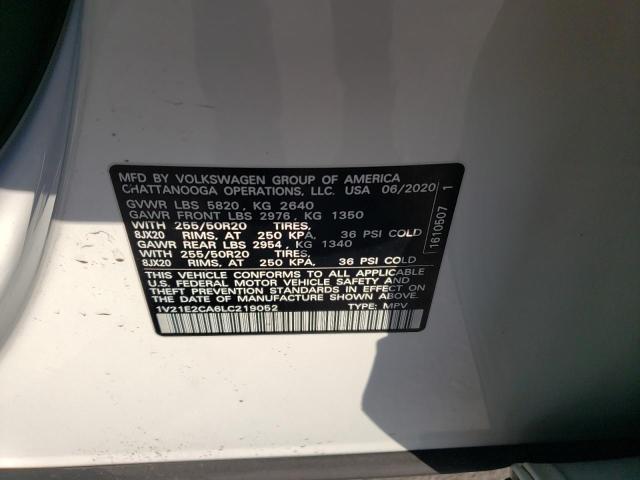 MFD BY VOLKSWAGEN GROUP OF AMERICA
CHATTANOOGA OPERATIONS, LLC. USA 06/2020
GVWR LBS 5820, KG 2640
GAWR FRONT LBS 2976, KG 1350
WITH 255/50R20 TIRES,
8JX20 RIMS, AT 250 KPA, 36 PSI COLD
GAWR REAR LBS 2954, KG 1340
WITH 255/50R20 TIRES,
8JX20 RIMS, AT 250 KPA, 36 PSI COLD
THIS VEHICLE CONFORMS TO ALL APPLICABLE
U.S. FEDERAL MOTOR VEHICLE SAFETY AND
THEFT PREVENTION STANDARDS IN EFFECT ON
THE DATE OF MANUFACTURE SHOWN ABOVE.
1V21E2CA6LC219052 TYPE: MPV
1610507 1